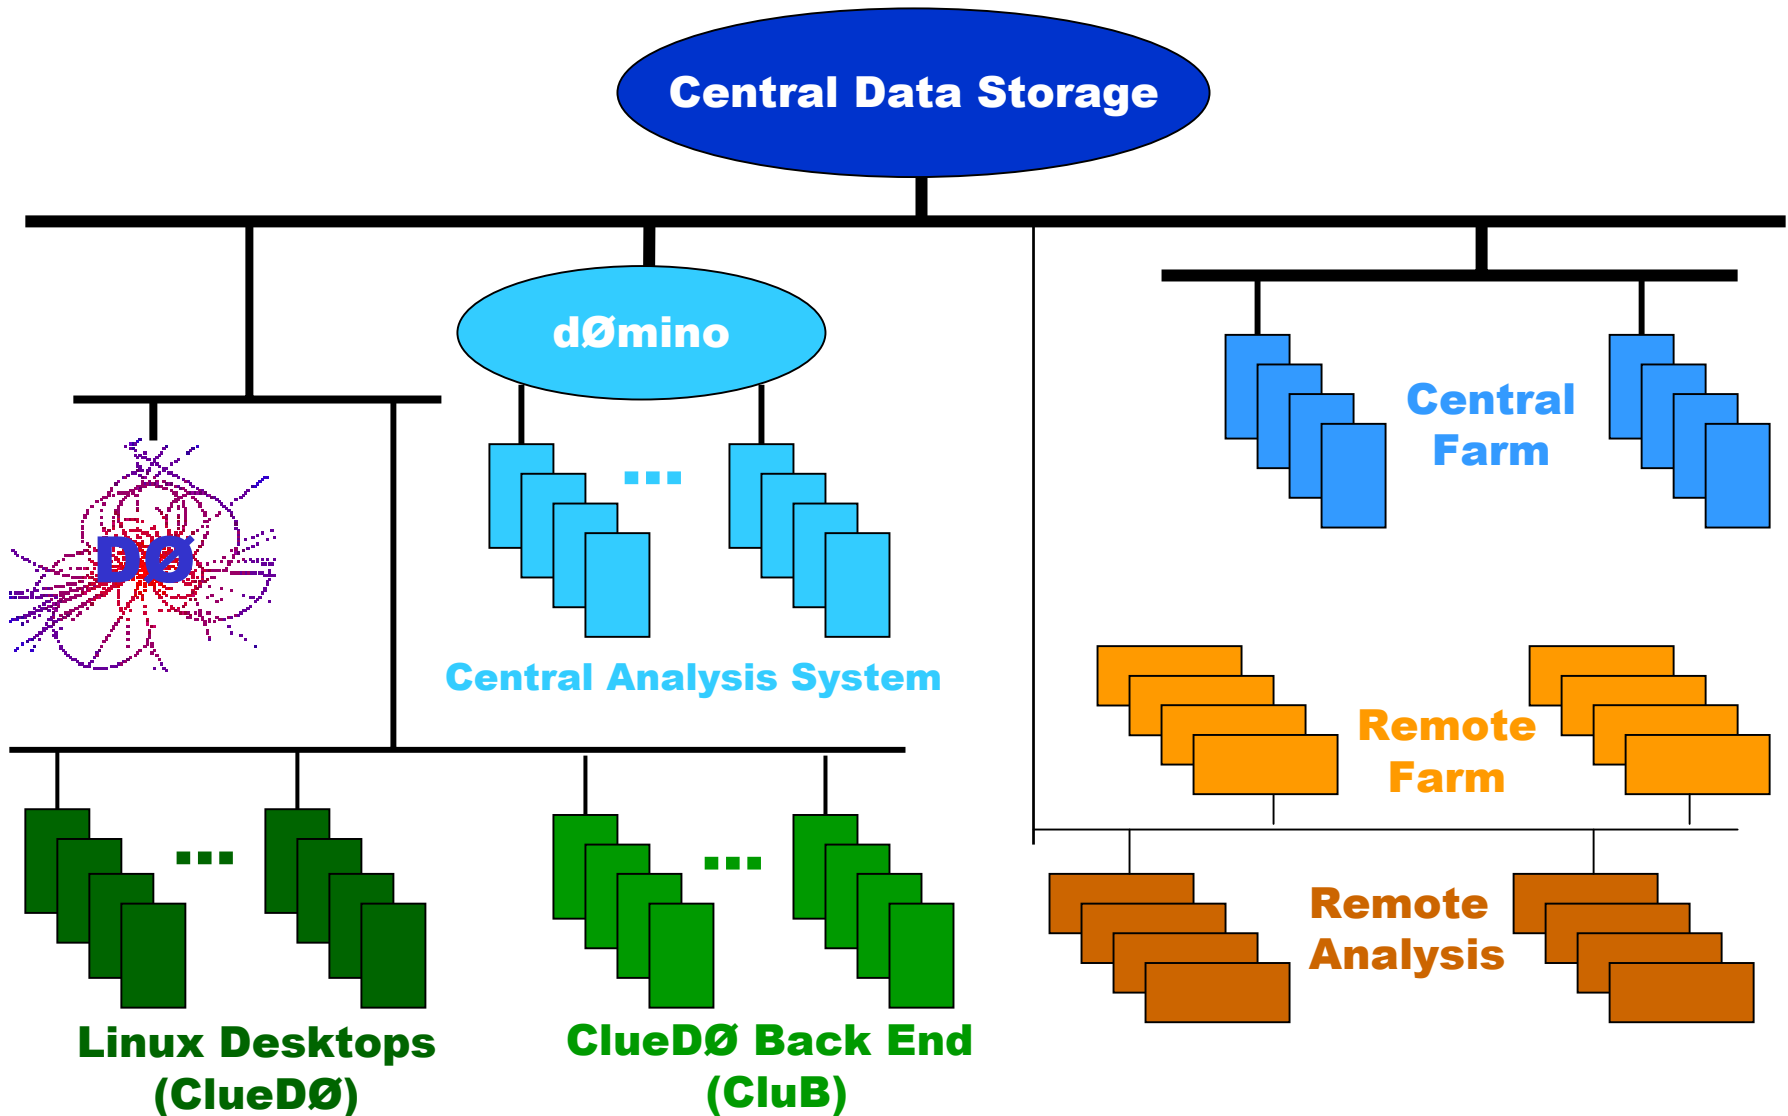 Central Data Storage
dØmino
Central
Farm
DØ
Central Analysis System
Remote
Farm
Remote
Analysis
Linux Desktops
(ClueDØ)
ClueDØ Back End
(CluB)